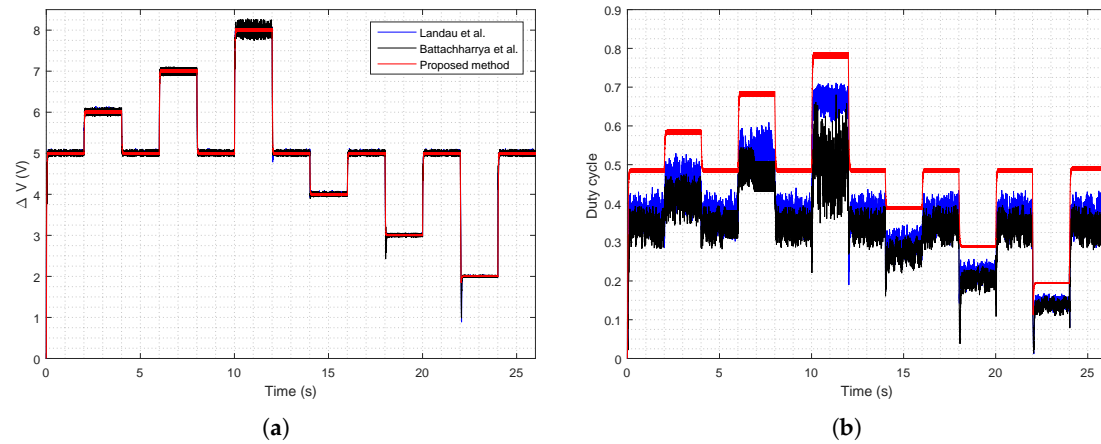 8
7
6
5
4
3
2
1
0
Δ V (V)
0 5 10 15 20 25
Time (s)
Landau et al.
Battachharrya et al.
Proposed method
(a)
0.9
0.8
0.7
0.6
0.5
0.4
0.3
0.2
0.1
0
Duty cycle
0 5 10 15 20 25
Time (s)
(b)